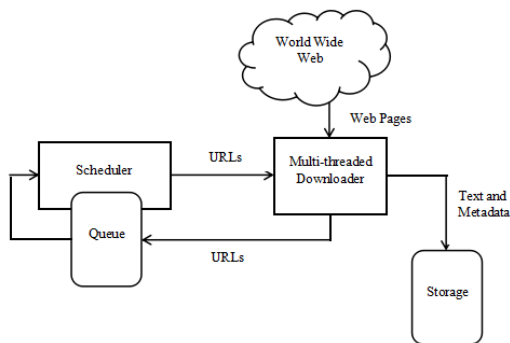 World Wide
Web
Web Pages
Scheduler
URLs
Multi-threaded
Downloader
Text and
Metadata
Queue
URLs
Storage